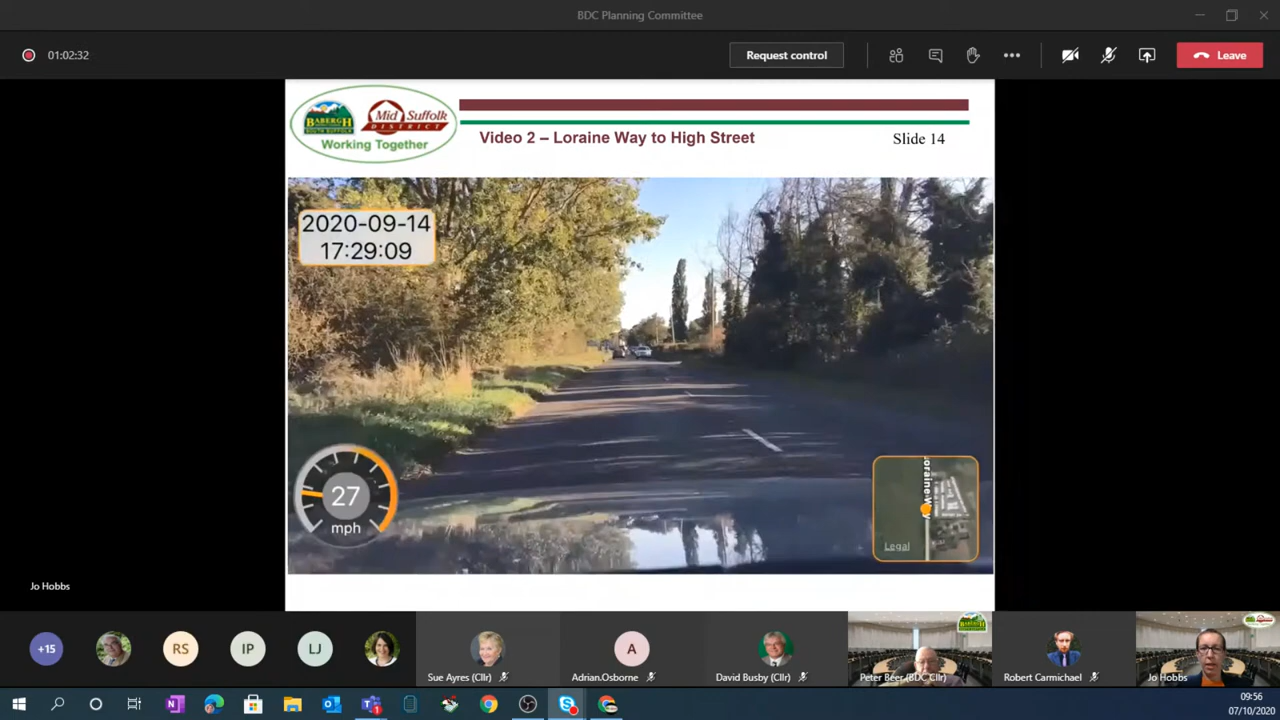 BDC Planning Committee
01:02:32
Request control
Leave
BABERGH
SOUTH SUFFOLK
Mid Suffolk
DISTRICT
Working Together
Video 2 – Loraine Way to High Street
Slide 14
2020-09-14
17:29:09
27
mph
Loraine Way
Legal
Jo Hobbs
+15
RS
IP
LJ
Sue Ayres (Cllr)
A
Adrian.Osborne
David Busby (Cllr)
Peter Beer (BDC Cllr)
Robert Carmichael
Jo Hobbs
09:56
07/10/2020